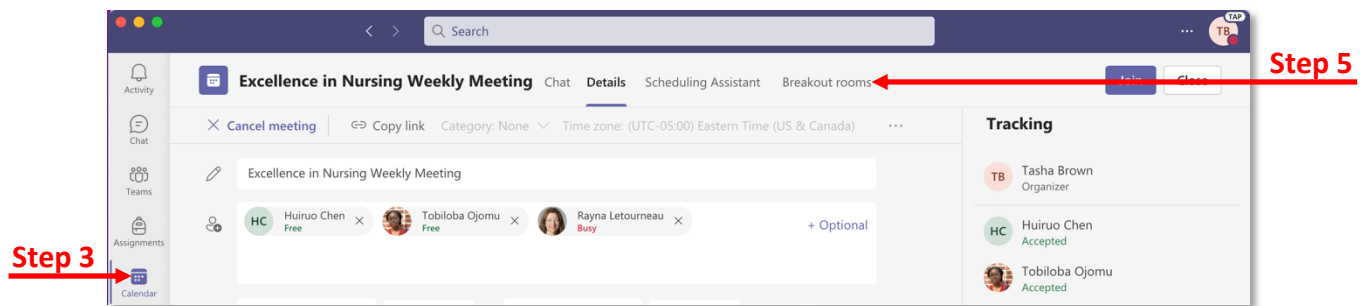 Search
TAP
TB
Activity
Excellence in Nursing Weekly Meeting Chat Details Scheduling Assistant Breakout rooms
Join Close
Step 5
Cancel meeting Copy link Category: None Time zone: (UTC-05:00) Eastern Time (US & Canada)
Tracking
Chat
Excellence in Nursing Weekly Meeting
TB Tasha Brown
Organizer
Teams
HC Huiruo Chen
Free
Tobiloba Ojomu
Free
Rayna Letourneau
Busy
+ Optional
HC Huiruo Chen
Accepted
Assignments
Step 3
Tobiloba Ojomu
Accepted
Calendar